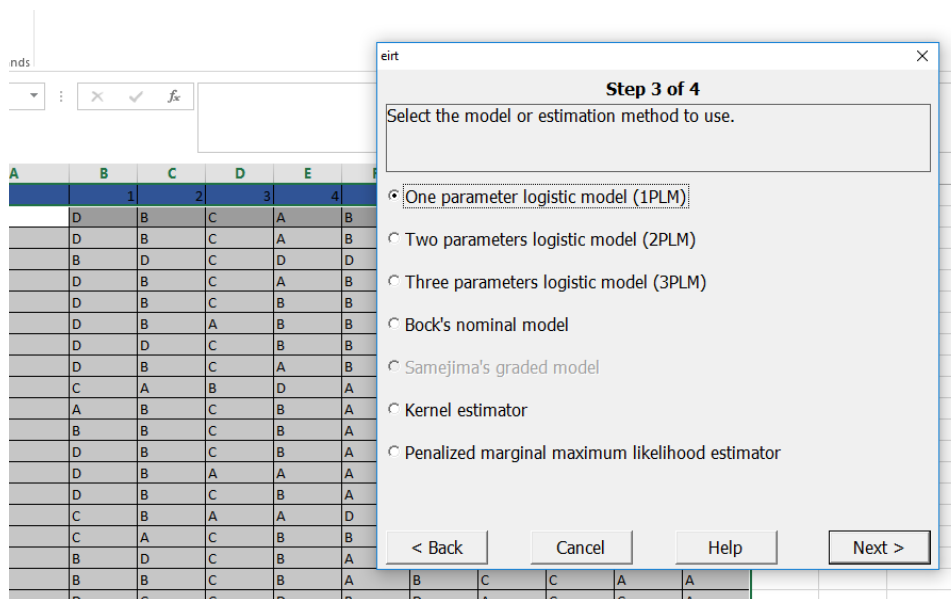 nds
fx
A B C D E
1 2 3 4
D B C A B
D B C A B
B D C D D
D B C A B
D B C B B
D B A B B
D D C B B
D B C A B
C A B D A
A B C B A
B B C B A
D B C B A
D B A A A
D B C B A
C B A A D
C A C B B
B D C B A
B B C B A B C C A A
eirt
Step 3 of 4
Select the model or estimation method to use.
One parameter logistic model (1PLM)
Two parameters logistic model (2PLM)
Three parameters logistic model (3PLM)
Bock's nominal model
Samejima's graded model
Kernel estimator
Penalized marginal maximum likelihood estimator
< Back Cancel Help Next >